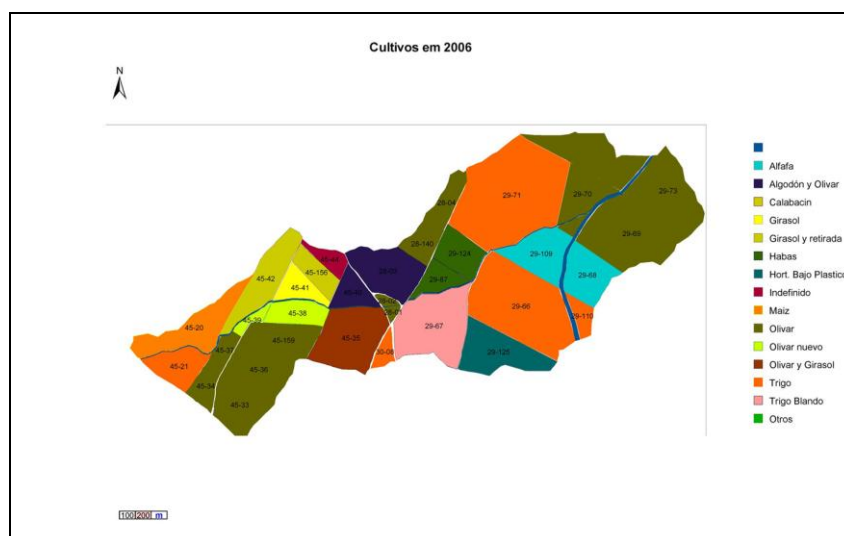 Cultivos em 2006
N
29-71
29-70
29-73
28-04
29-69
28-140
29-124
29-109
29-68
29-87
45-42
45-156
45-41
29-66
29-110
45-20
45-39
45-38
28-01
29-67
45-21
45-159
30-08
29-125
45-34
45-36
45-33
Alfafa
Algodón y Olivar
Calabacin
Girasol
Girasol y retirada
Habas
Hort. Bajo Plastico
Indefinido
Maiz
Olivar
Olivar nuevo
Olivar y Girasol
Trigo
Trigo Blando
Otros
100 200 m